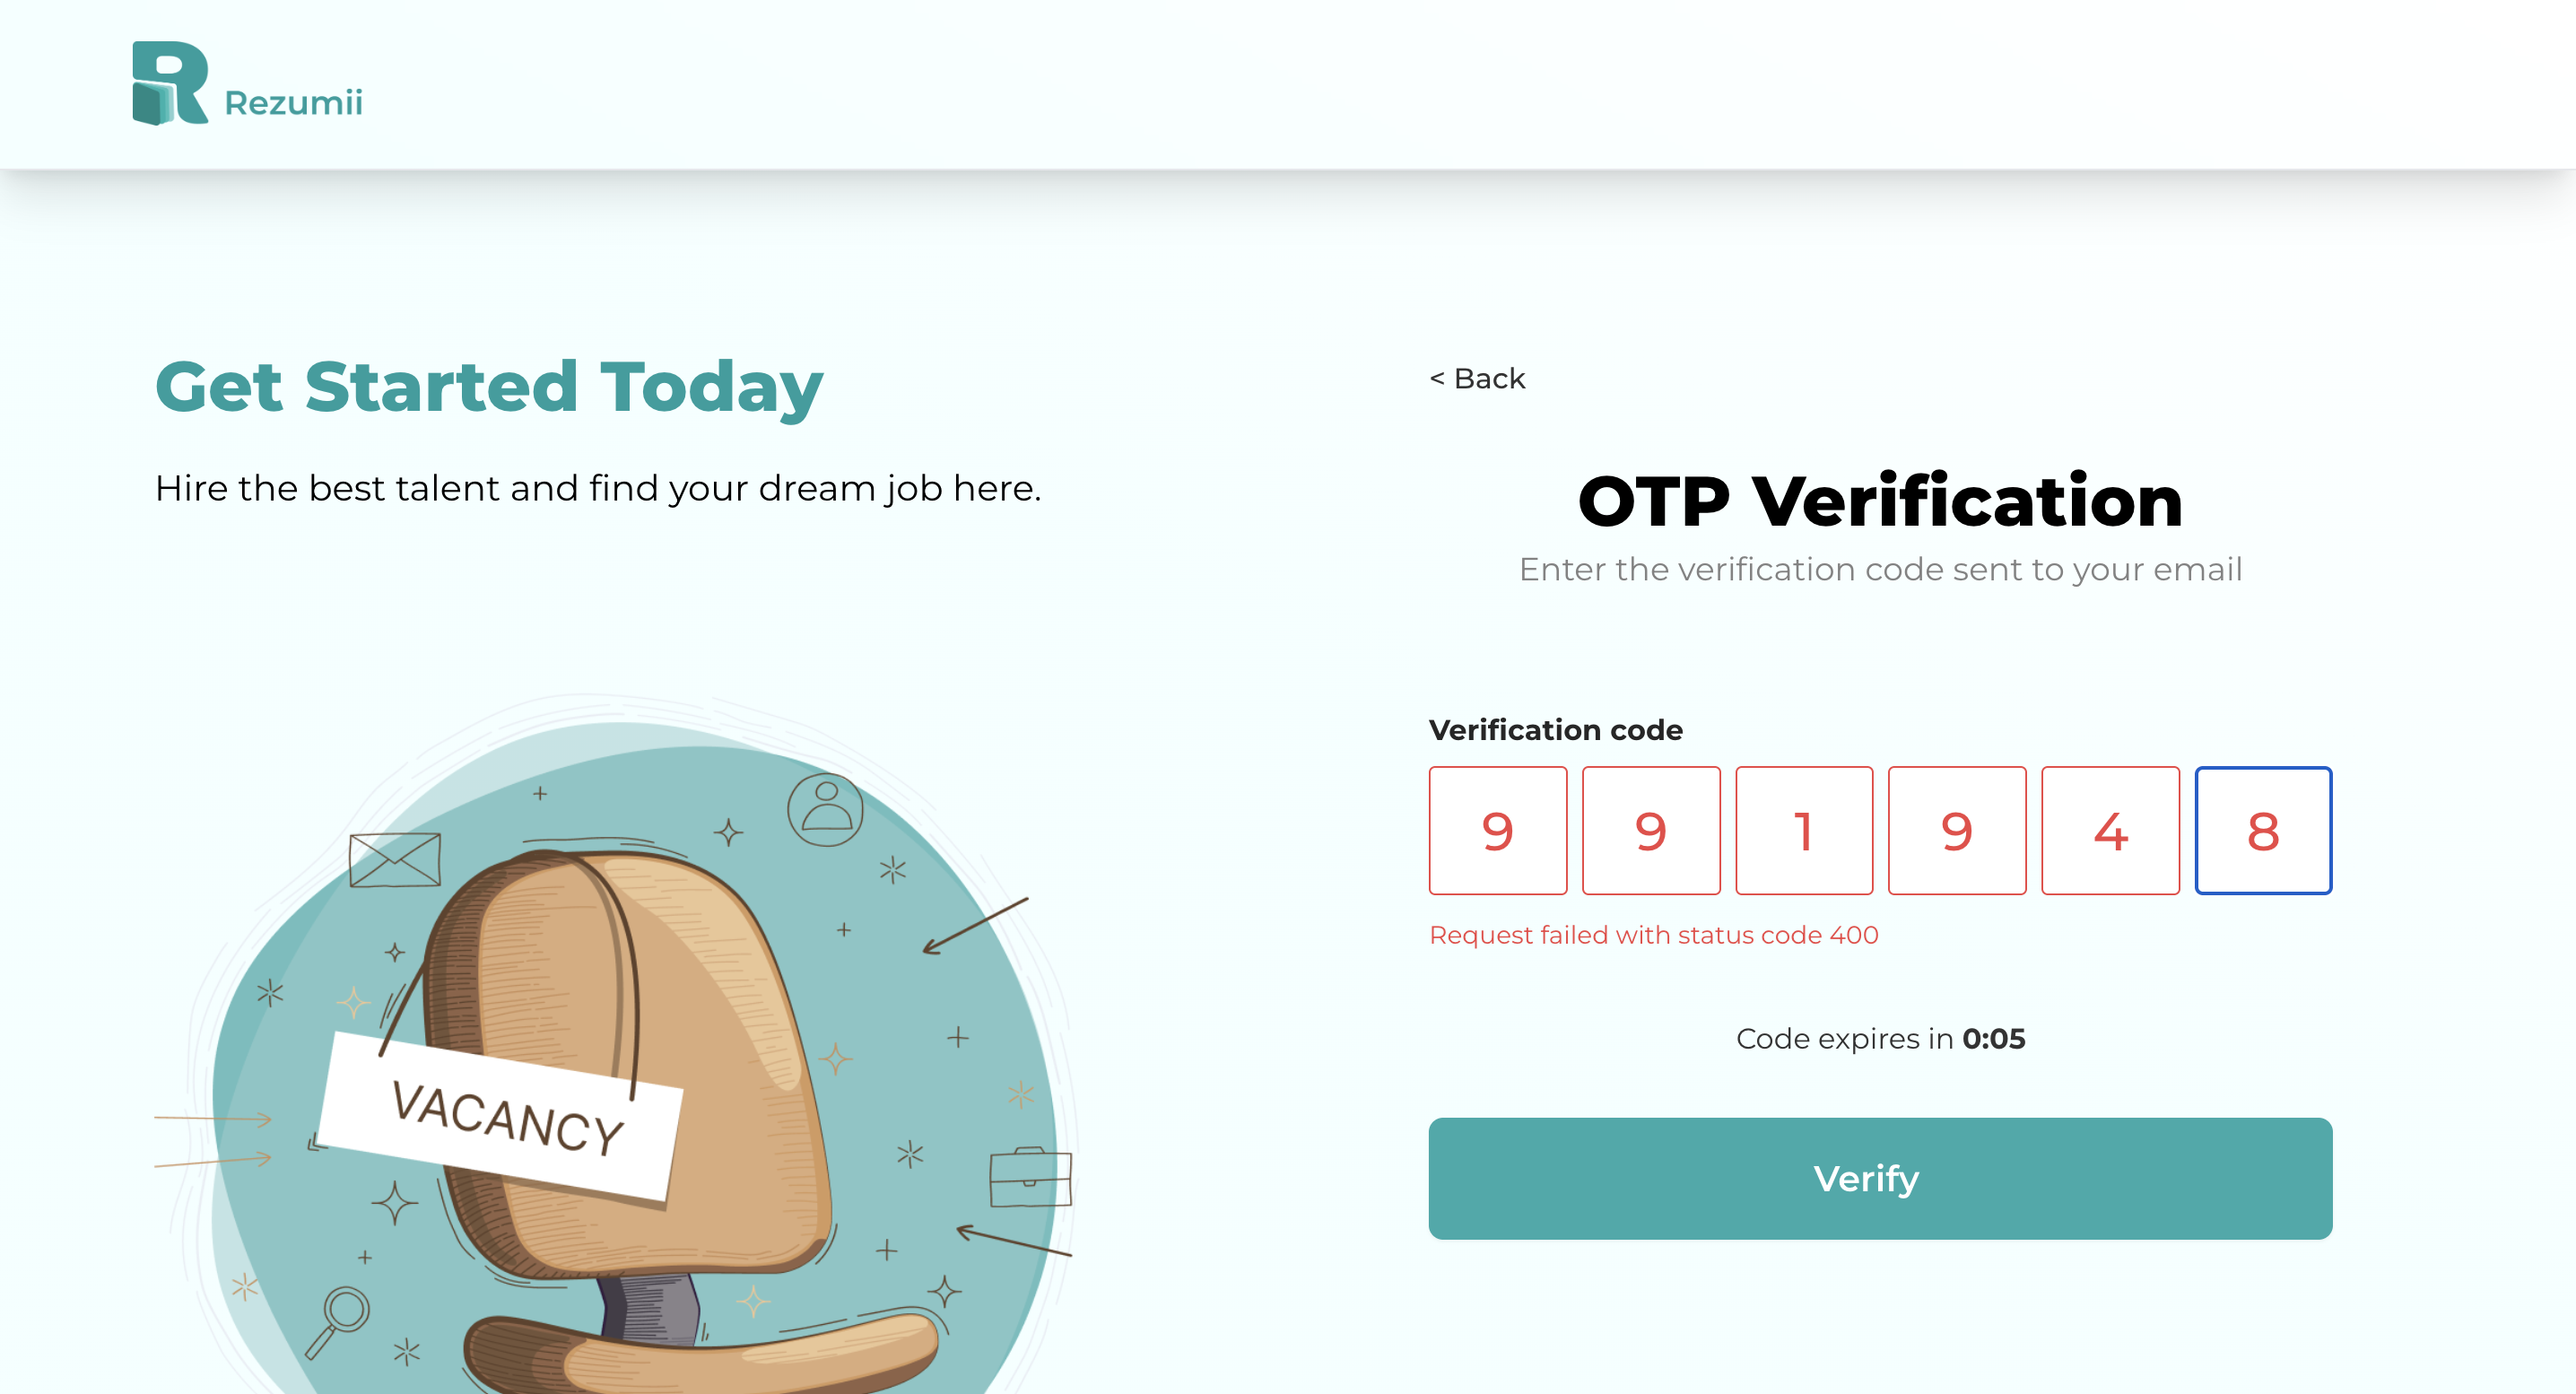 Rezumii
Get Started Today
Hire the best talent and find your dream job here.
VACANCY
< Back
OTP Verification
Enter the verification code sent to your email
Verification code
9 9 1 9 4 8
Request failed with status code 400
Code expires in 0:05
Verify